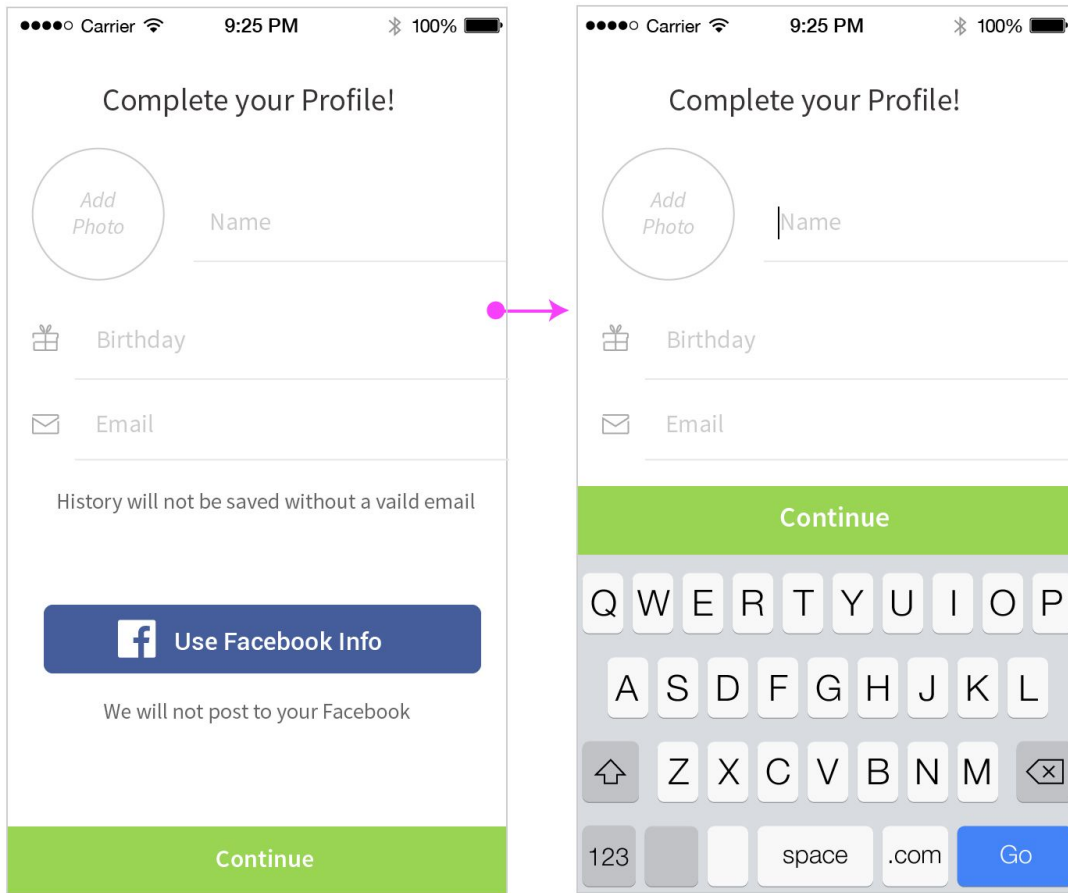 Carrier 9:25 PM 100%
Complete your Profile!
Add
Photo
Name
Birthday
Email
History will not be saved without a vaild email
f Use Facebook Info
We will not post to your Facebook
Continue
Carrier 9:25 PM 100%
Complete your Profile!
Add
Photo
Name
Birthday
Email
Continue
Q W E R T Y U I O P
A S D F G H J K L
Z X C V B N M
123 space .com Go